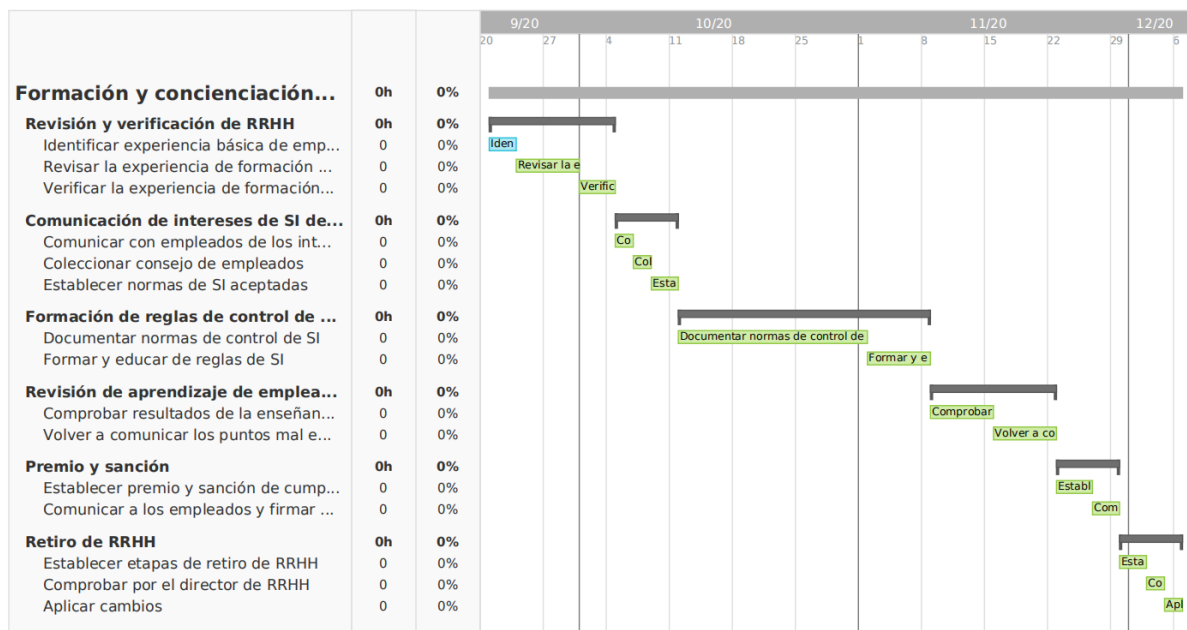 9/20 10/20 11/20 12/20
20 27 4 11 18 25 1 8 15 22 29 6
Formación y concienciación... 0h 0%
Revisión y verificación de RRHH 0h 0%
Identificar experiencia básica de emp... 0 0% Iden
Revisar la experiencia de formación ... 0 0% Revisar la e
Verificar la experiencia de formación... 0 0% Verific
Comunicación de intereses de SI de... 0h 0%
Comunicar con empleados de los int... 0 0% Co
Coleccionar consejo de empleados 0 0% Col
Establecer normas de SI aceptadas 0 0% Esta
Formación de reglas de control de ... 0h 0%
Documentar normas de control de SI 0 0% Documentar normas de control de
Formar y educar de reglas de SI 0 0% Formar y e
Revisión de aprendizaje de emplea... 0h 0%
Comprobar resultados de la enseñan... 0 0% Comprobar
Volver a comunicar los puntos mal e... 0 0% Volver a co
Premio y sanción 0h 0%
Establecer premio y sanción de cump... 0 0% Establ
Comunicar a los empleados y firmar ... 0 0% Com
Retiro de RRHH 0h 0%
Establecer etapas de retiro de RRHH 0 0% Esta
Comprobar por el director de RRHH 0 0% Co
Aplicar cambios 0 0% Apl